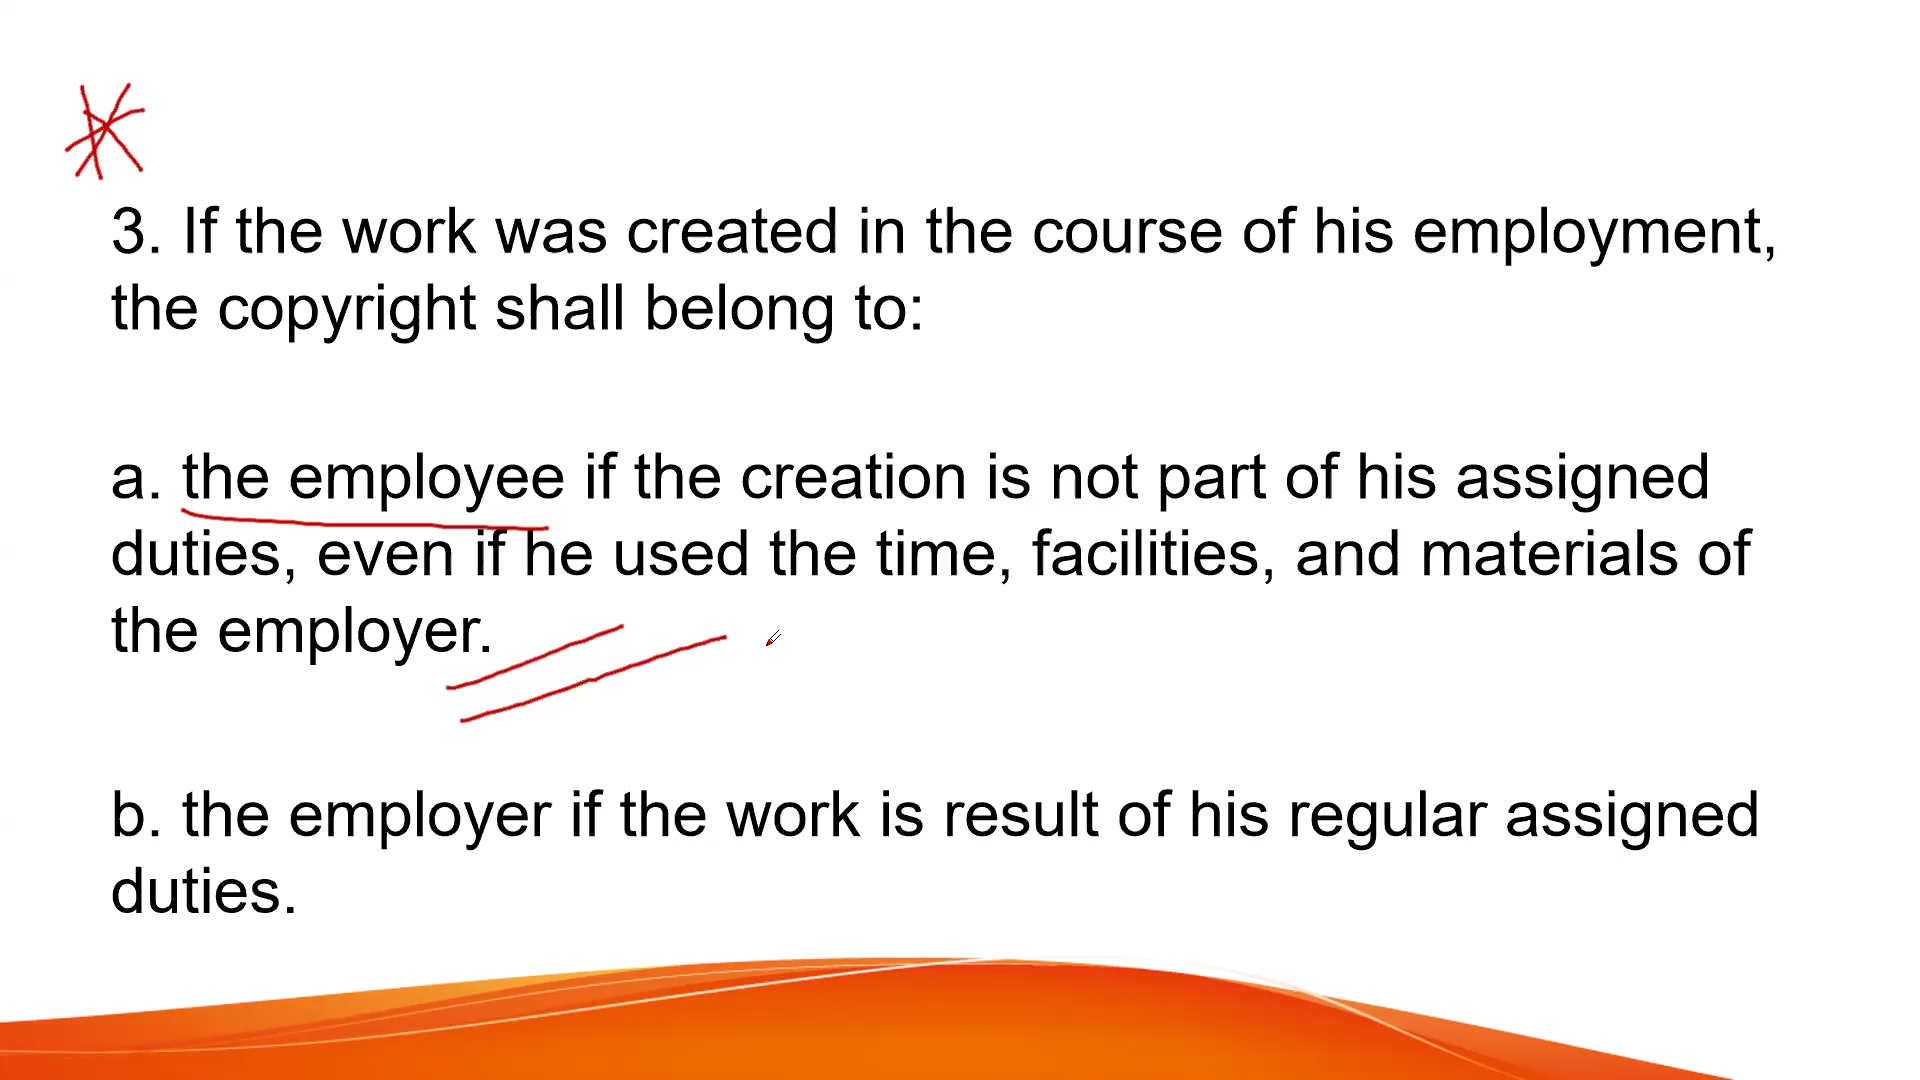 3. If the work was created in the course of his employment,
the copyright shall belong to:
a. the employee if the creation is not part of his assigned
duties, even if he used the time, facilities, and materials of
the employer.
b. the employer if the work is result of his regular assigned
duties.